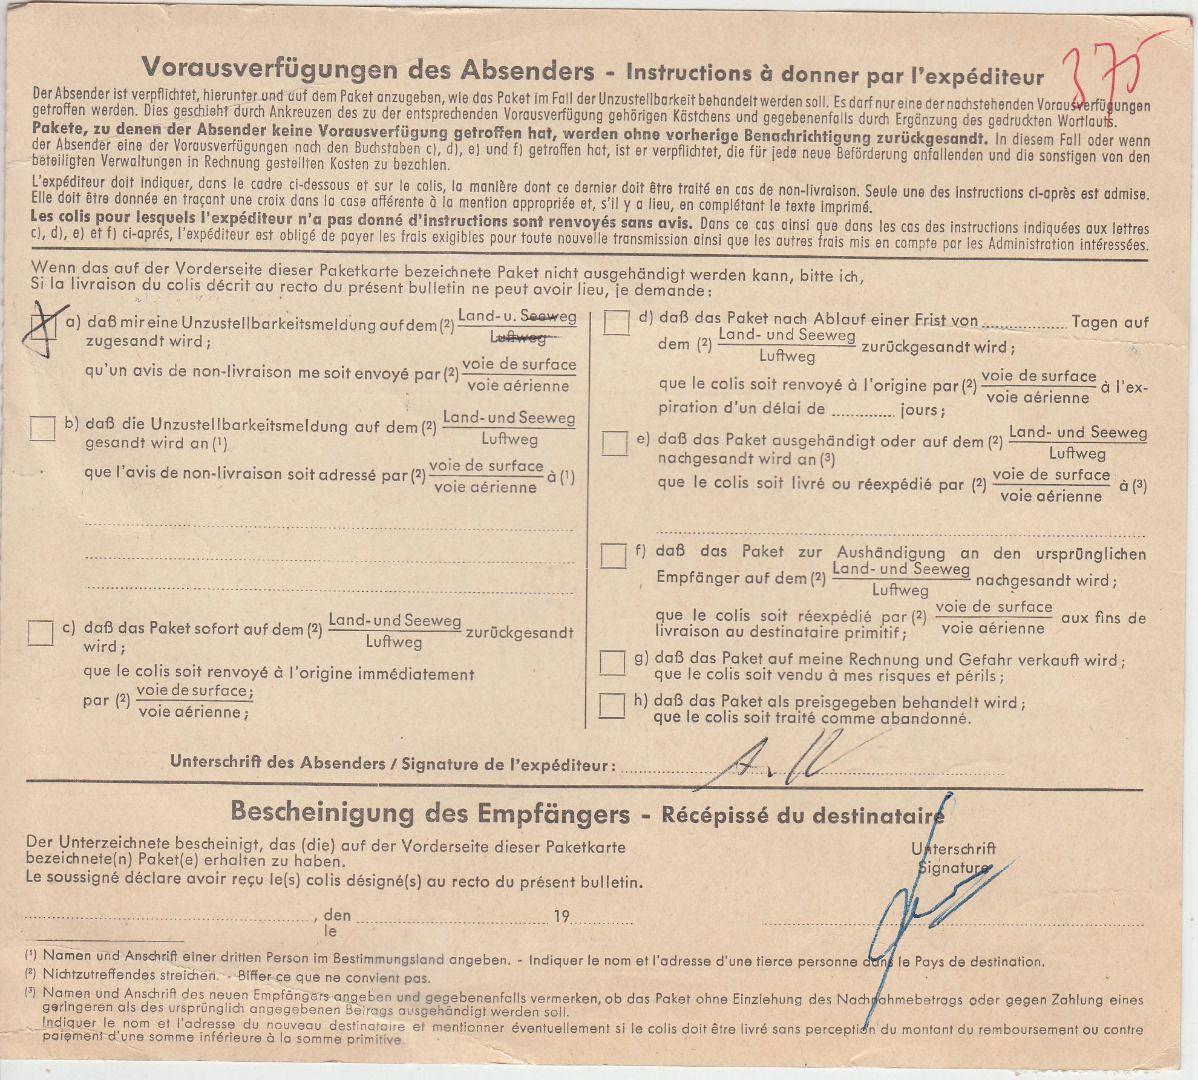 375
Vorausverfügungen des Absenders - Instructions à donner par l'expéditeur
Der Absender ist verpflichtet, hierunter und auf dem Paket anzugeben, wie das Paket im Fall der Unzustellbarkeit behandelt werden soll. Es darf nur eine der nachstehenden Vorausverfügungen
getroffen werden. Dies geschieht durch Ankreuzen des zu der entsprechenden Vorausverfügung gehörigen Kästchens und gegebenenfalls durch Ergänzung des gedruckten Wortlauts.
Pakete, zu denen der Absender keine Vorausverfügung getroffen hat, werden ohne vorherige Benachrichtigung zurückgesandt. In diesem Fall oder wenn
der Absender eine der Vorausverfügungen nach den Buchstaben c), d), e) und f) getroffen hat, ist er verpflichtet, die für jede neue Beförderung anfallenden und die sonstigen von den
beteiligten Verwaltungen in Rechnung gestellten Kosten zu bezahlen.
L'expéditeur doit indiquer, dans le cadre ci-dessous et sur le colis, la manière dont ce dernier doit être traité en cas de non-livraison. Seule une des instructions ci-après est admise.
Elle doit être donnée en traçant une croix dans la case afférente à la mention appropriée et, s'il y a lieu, en complétant le texte imprimé.
Les colis pour lesquels l'expéditeur n'a pas donné d'instructions sont renvoyés sans avis. Dans ce cas ainsi que dans les cas des instructions indiquées aux lettres
c), d), e) et f) ci-aprés, l'expéditeur est obligé de payer les frais exigibles pour toute nouvelle transmission ainsi que les autres frais mis en compte par les Administration intéressées.
Wenn das auf der Vorderseite dieser Paketkarte bezeichnete Paket nicht ausgehändigt werden kann, bitte ich,
Si la livraison du colis décrit au recto du présent bulletin ne peut avoir lieu, je demande:
a) daß mir eine Unzustellbarkeitsmeldung auf dem (2) Land- u. Seeweg
Luftweg
zugesandt wird;
qu'un avis de non-livraison me soit envoyé par (2) voie de surface
voie aérienne
b) daß die Unzustellbarkeitsmeldung auf dem (2) Land- und Seeweg
Luftweg
gesandt wird an (1)
que l'avis de non-livraison soit adressé par (2) voie de surface
voie aérienne à (1)
c) daß das Paket sofort auf dem (2) Land- und Seeweg
Luftweg zurückgesandt
wird;
que le colis soit renvoyé à l'origine immédiatement
par (2) voie de surface;
voie aérienne;
d) daß das Paket nach Ablauf einer Frist von ............... Tagen auf
dem (2) Land- und Seeweg
Luftweg zurückgesandt wird;
que le colis soit renvoyé à l'origine par (2) voie de surface
voie aérienne à l'ex-
piration d'un délai de ............ jours;
e) daß das Paket ausgehändigt oder auf dem (2) Land- und Seeweg
Luftweg
nachgesandt wird an (3)
que le colis soit livré ou réexpédié par (2) voie de surface
voie aérienne à (3)
f) daß das Paket zur Aushändigung an den ursprünglichen
Empfänger auf dem (2) Land- und Seeweg
Luftweg nachgesandt wird;
que le colis soit réexpédié par (2) voie de surface
voie aérienne aux fins de
livraison au destinataire primitif;
g) daß das Paket auf meine Rechnung und Gefahr verkauft wird;
que le colis soit vendu à mes risques et périls;
h) daß das Paket als preisgegeben behandelt wird;
que le colis soit traité comme abandonné.
Unterschrift des Absenders / Signature de l'expéditeur:
Bescheinigung des Empfängers - Récépissé du destinataire
Der Unterzeichnete bescheinigt, das (die) auf der Vorderseite dieser Paketkarte
bezeichnete(n) Paket(e) erhalten zu haben.
Le soussigné déclare avoir reçu le(s) colis désigné(s) au recto du présent bulletin.
Unterschrift
Signature
, den 19
le
(1) Namen und Anschrift einer dritten Person im Bestimmungsland angeben. - Indiquer le nom et l'adresse d'une tierce personne dans le Pays de destination.
(2) Nichtzutreffendes streichen. - Biffer ce que ne convient pas.
(3) Namen und Anschrift des neuen Empfängers angeben und gegebenenfalls vermerken, ob das Paket ohne Einziehung des Nachnahmebetrags oder gegen Zahlung eines
geringeren als des ursprünglich angegebenen Betrags ausgehändigt werden soll.
Indiquer le nom et l'adresse du nouveau destinataire et mentionner éventuellement si le colis doit être livré sans perception du montant du remboursement ou contre
paiement d'une somme inférieure à la somme primitive.